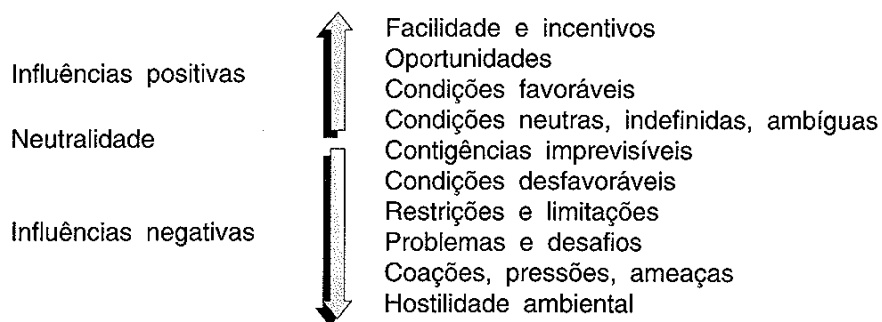 Facilidade e incentivos
Oportunidades
Influências positivas
Condições favoráveis
Condições neutras, indefinidas, ambíguas
Neutralidade
Contigências imprevisíveis
Condições desfavoráveis
Restrições e limitações
Influências negativas
Problemas e desafios
Coações, pressões, ameaças
Hostilidade ambiental